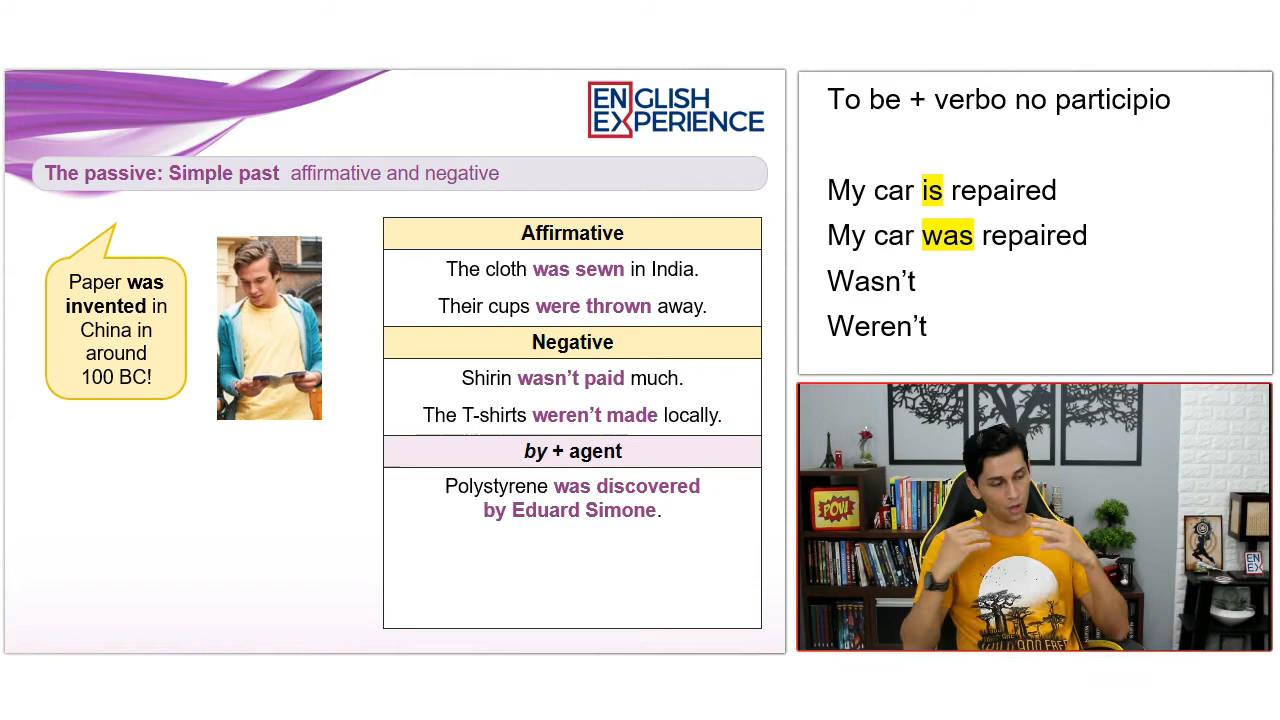 ENGLISH
EXPERIENCE
The passive: Simple past affirmative and negative
Paper was
invented in
China in
around
100 BC!
Affirmative
The cloth was sewn in India.
Their cups were thrown away.
Negative
Shirin wasn't paid much.
The T-shirts weren't made locally.
by + agent
Polystyrene was discovered
by Eduard Simone.
To be + verbo no participio
My car is repaired
My car was repaired
Wasn't
Weren't
POW!
EN
EX